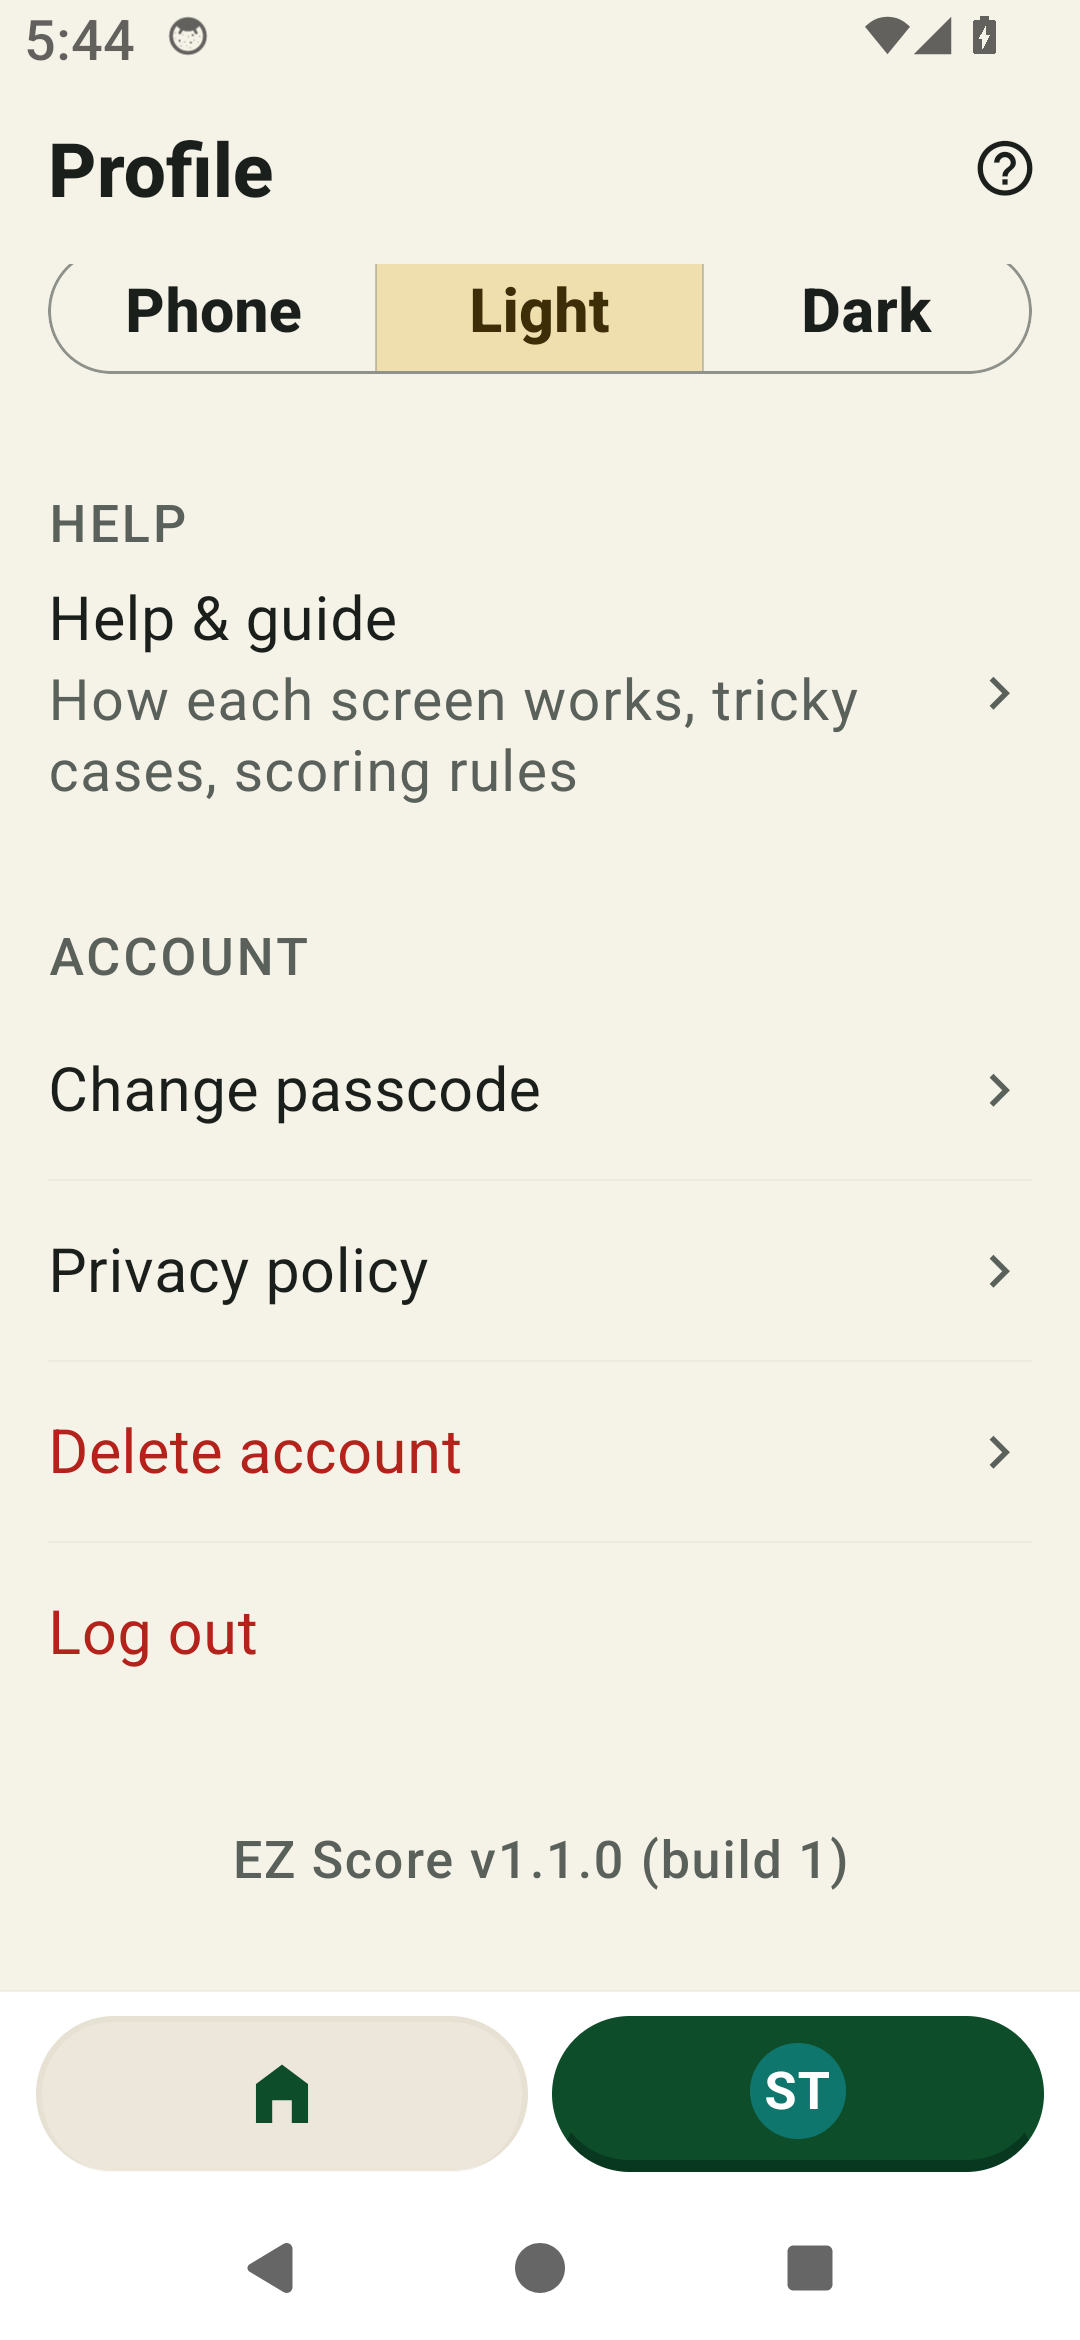 5:44
Profile
Phone
Light
Dark
HELP
Help & guide
How each screen works, tricky
cases, scoring rules
ACCOUNT
Change passcode
Privacy policy
Delete account
Log out
EZ Score v1.1.0 (build 1)
ST